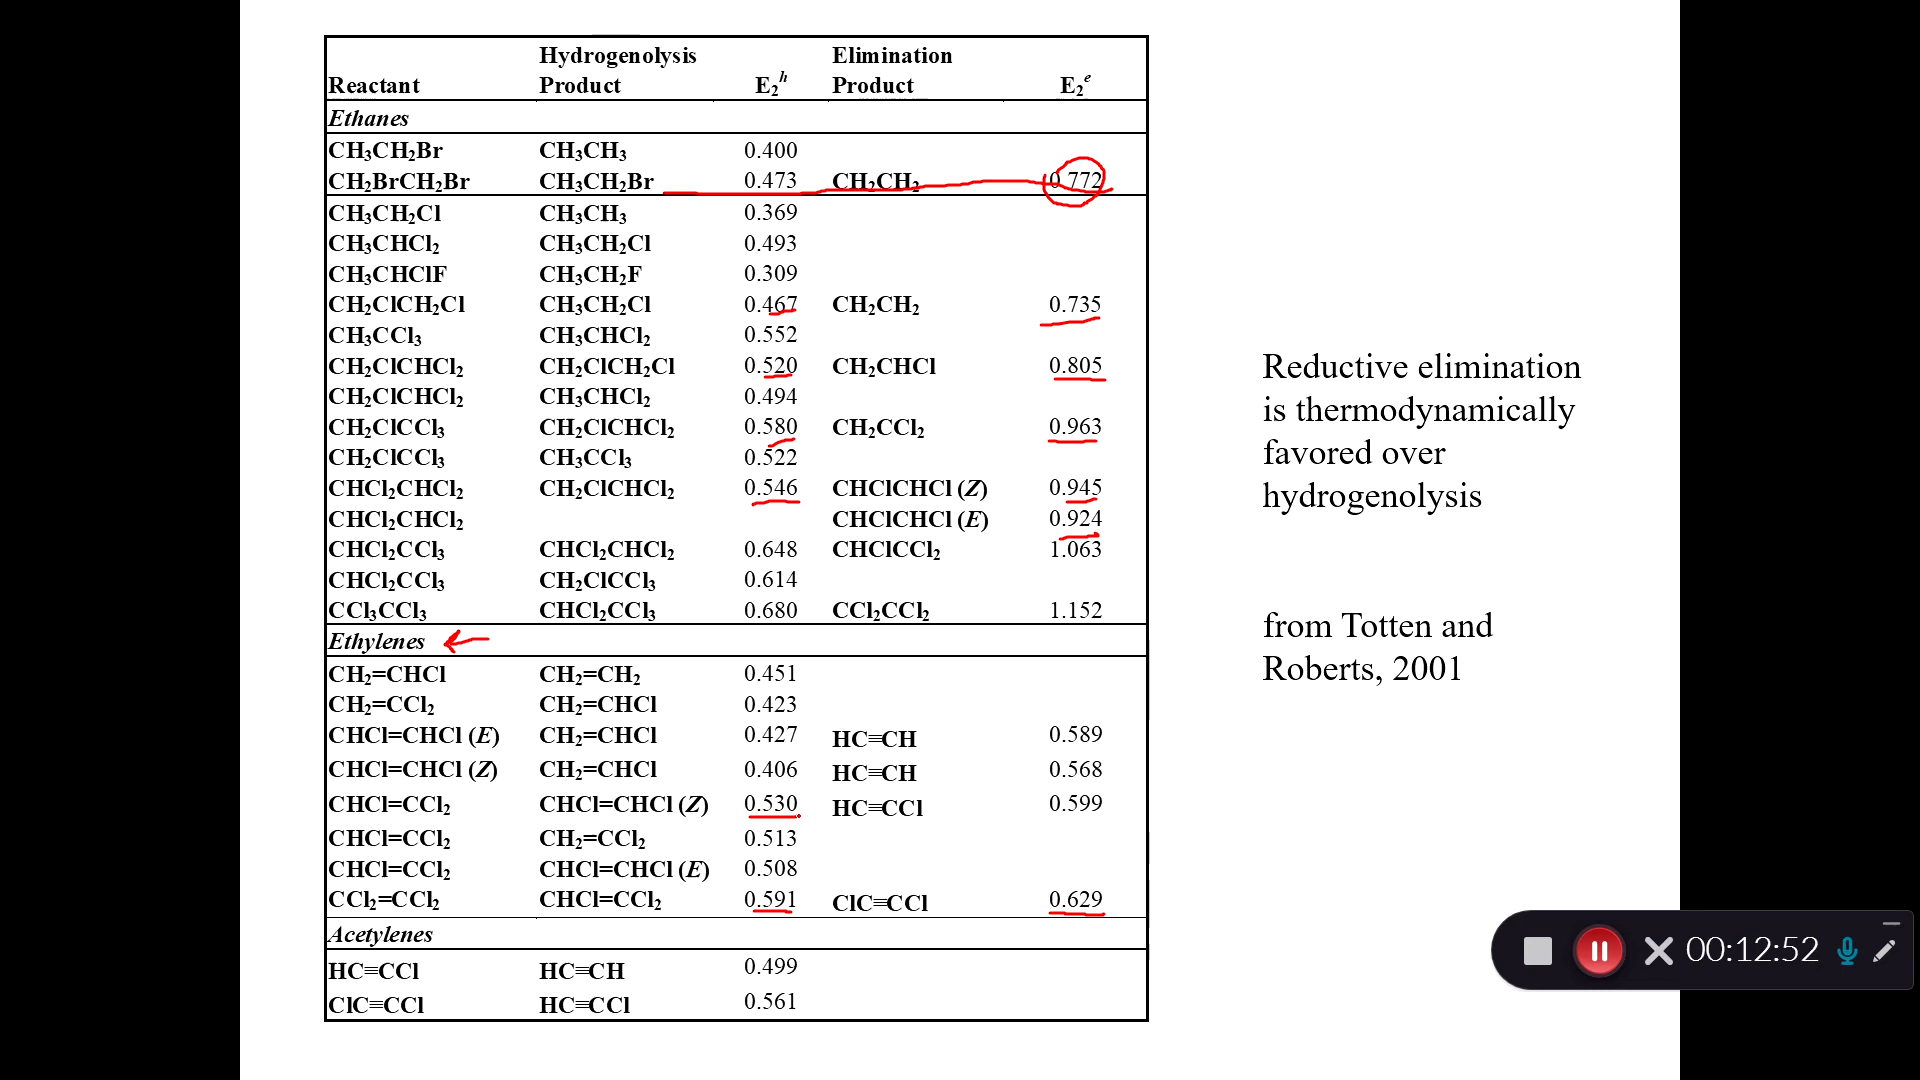 Hydrogenolysis Elimination
Reactant Product E₂ʰ Product E₂ᵉ
Ethanes
CH₃CH₂Br CH₃CH₃ 0.400
CH₂BrCH₂Br CH₃CH₂Br 0.473 CH₂CH₂ 0.772
CH₃CH₂Cl CH₃CH₃ 0.369
CH₃CHCl₂ CH₃CH₂Cl 0.493
CH₃CHClF CH₃CH₂F 0.309
CH₂ClCH₂Cl CH₃CH₂Cl 0.467 CH₂CH₂ 0.735
CH₃CCl₃ CH₃CHCl₂ 0.552
CH₂ClCHCl₂ CH₂ClCH₂Cl 0.520 CH₂CHCl 0.805
CH₂ClCHCl₂ CH₃CHCl₂ 0.494
CH₂ClCCl₃ CH₂ClCHCl₂ 0.580 CH₂CCl₂ 0.963
CH₂ClCCl₃ CH₃CCl₃ 0.522
CHCl₂CHCl₂ CH₂ClCHCl₂ 0.546 CHClCHCl (Z) 0.945
CHCl₂CHCl₂ CHClCHCl (E) 0.924
CHCl₂CCl₃ CHCl₂CHCl₂ 0.648 CHClCCl₂ 1.063
CHCl₂CCl₃ CH₂ClCCl₃ 0.614
CCl₃CCl₃ CHCl₂CCl₃ 0.680 CCl₂CCl₂ 1.152
Ethylenes
CH₂=CHCl CH₂=CH₂ 0.451
CH₂=CCl₂ CH₂=CHCl 0.423
CHCl=CHCl (E) CH₂=CHCl 0.427 HC≡CH 0.589
CHCl=CHCl (Z) CH₂=CHCl 0.406 HC≡CH 0.568
CHCl=CCl₂ CHCl=CHCl (Z) 0.530 HC≡CCl 0.599
CHCl=CCl₂ CH₂=CCl₂ 0.513
CHCl=CCl₂ CHCl=CHCl (E) 0.508
CCl₂=CCl₂ CHCl=CCl₂ 0.591 ClC≡CCl 0.629
Acetylenes
HC≡CCl HC≡CH 0.499
ClC≡CCl HC≡CCl 0.561
Reductive elimination
is thermodynamically
favored over
hydrogenolysis
from Totten and
Roberts, 2001
00:12:52